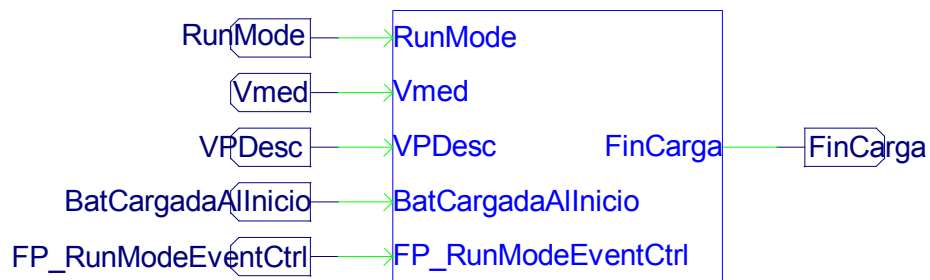 RunMode RunMode
Vmed Vmed
VPDesc VPDesc FinCarga FinCarga
BatCargadaAlInicio BatCargadaAlInicio
FP_RunModeEventCtrl FP_RunModeEventCtrl